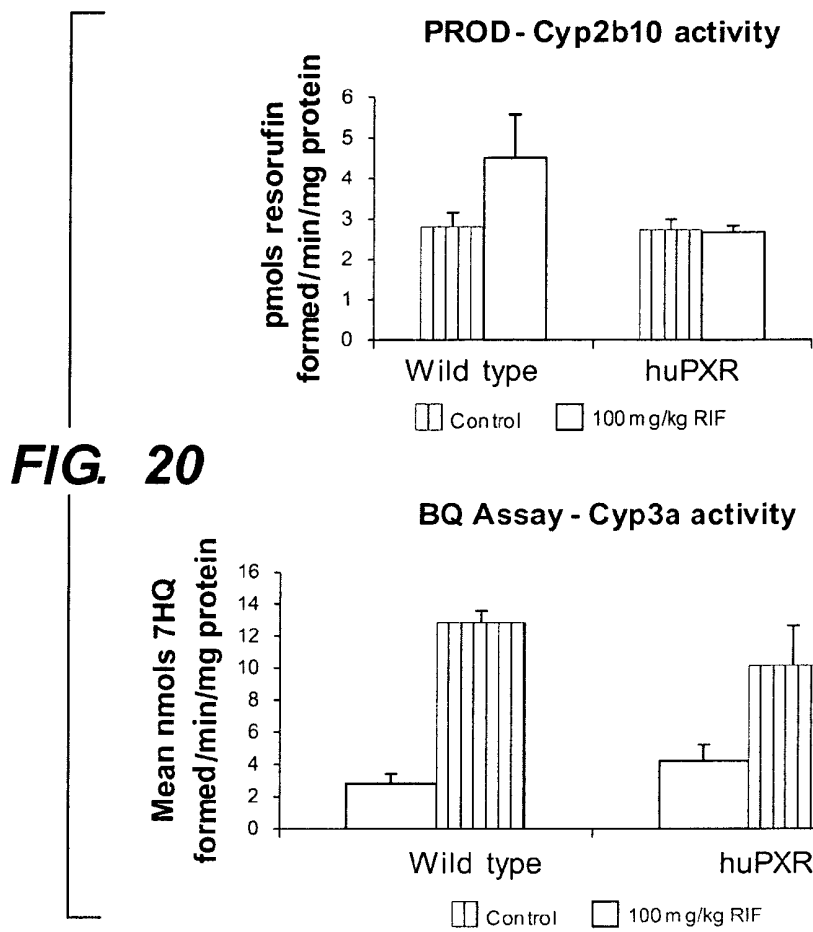 FIG. 20
PROD - Cyp2b10 activity
pmols resorufin
formed/min/mg protein
6
5
4
3
2
1
0
Wild type huPXR
Control 100 mg/kg RIF
BQ Assay - Cyp3a activity
Mean nmols 7HQ
formed/min/mg protein
16
14
12
10
8
6
4
2
0
Wild type huPXR
Control 100 mg/kg RIF